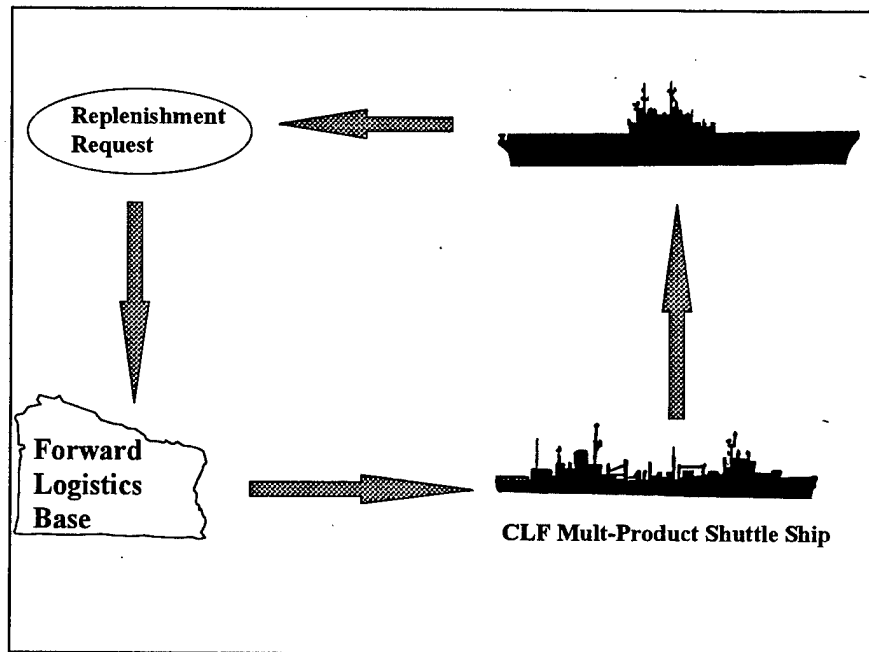 Replenishment
Request
Forward
Logistics
Base
CLF Mult-Product Shuttle Ship